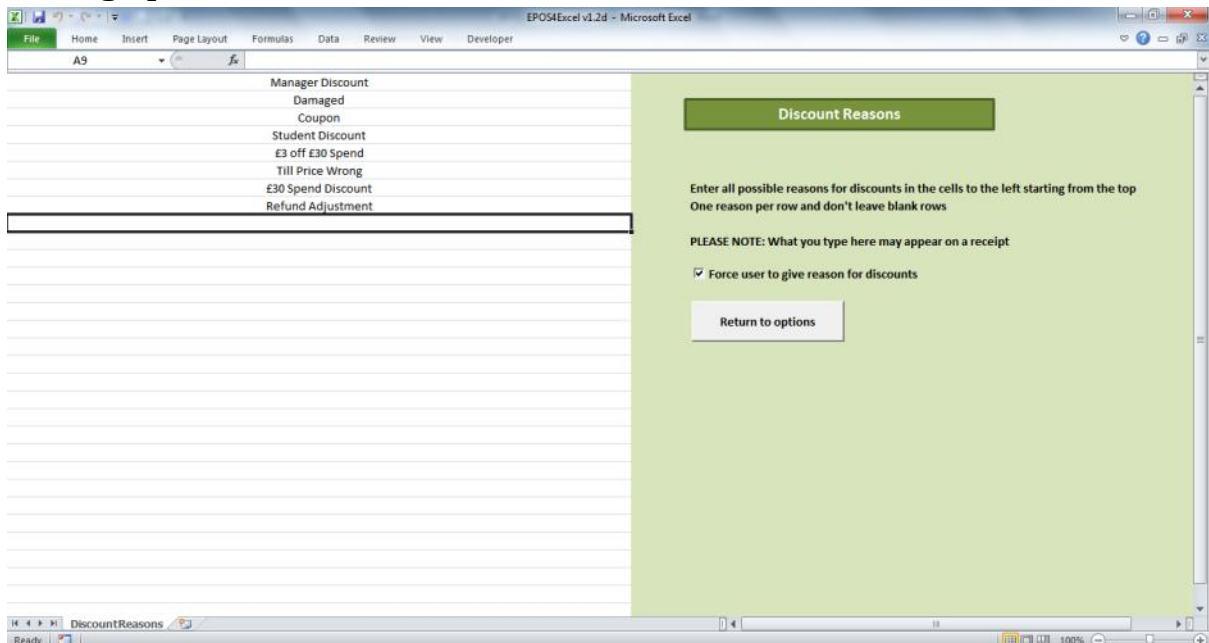 EPOS4Excel v1.2d - Microsoft Excel
File Home Insert Page Layout Formulas Data Review View Developer
A9 fx
Manager Discount
Damaged
Coupon
Student Discount
£3 off £30 Spend
Till Price Wrong
£30 Spend Discount
Refund Adjustment
Discount Reasons
Enter all possible reasons for discounts in the cells to the left starting from the top
One reason per row and don't leave blank rows
PLEASE NOTE: What you type here may appear on a receipt
Force user to give reason for discounts
Return to options
DiscountReasons
Ready 100%